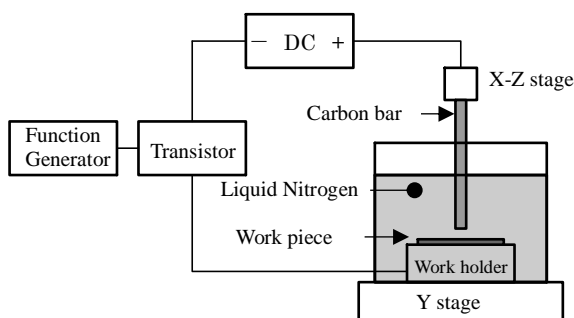 — DC +
X-Z stage
Carbon bar
Function
Generator
Transistor
Liquid Nitrogen
Work piece
Work holder
Y stage